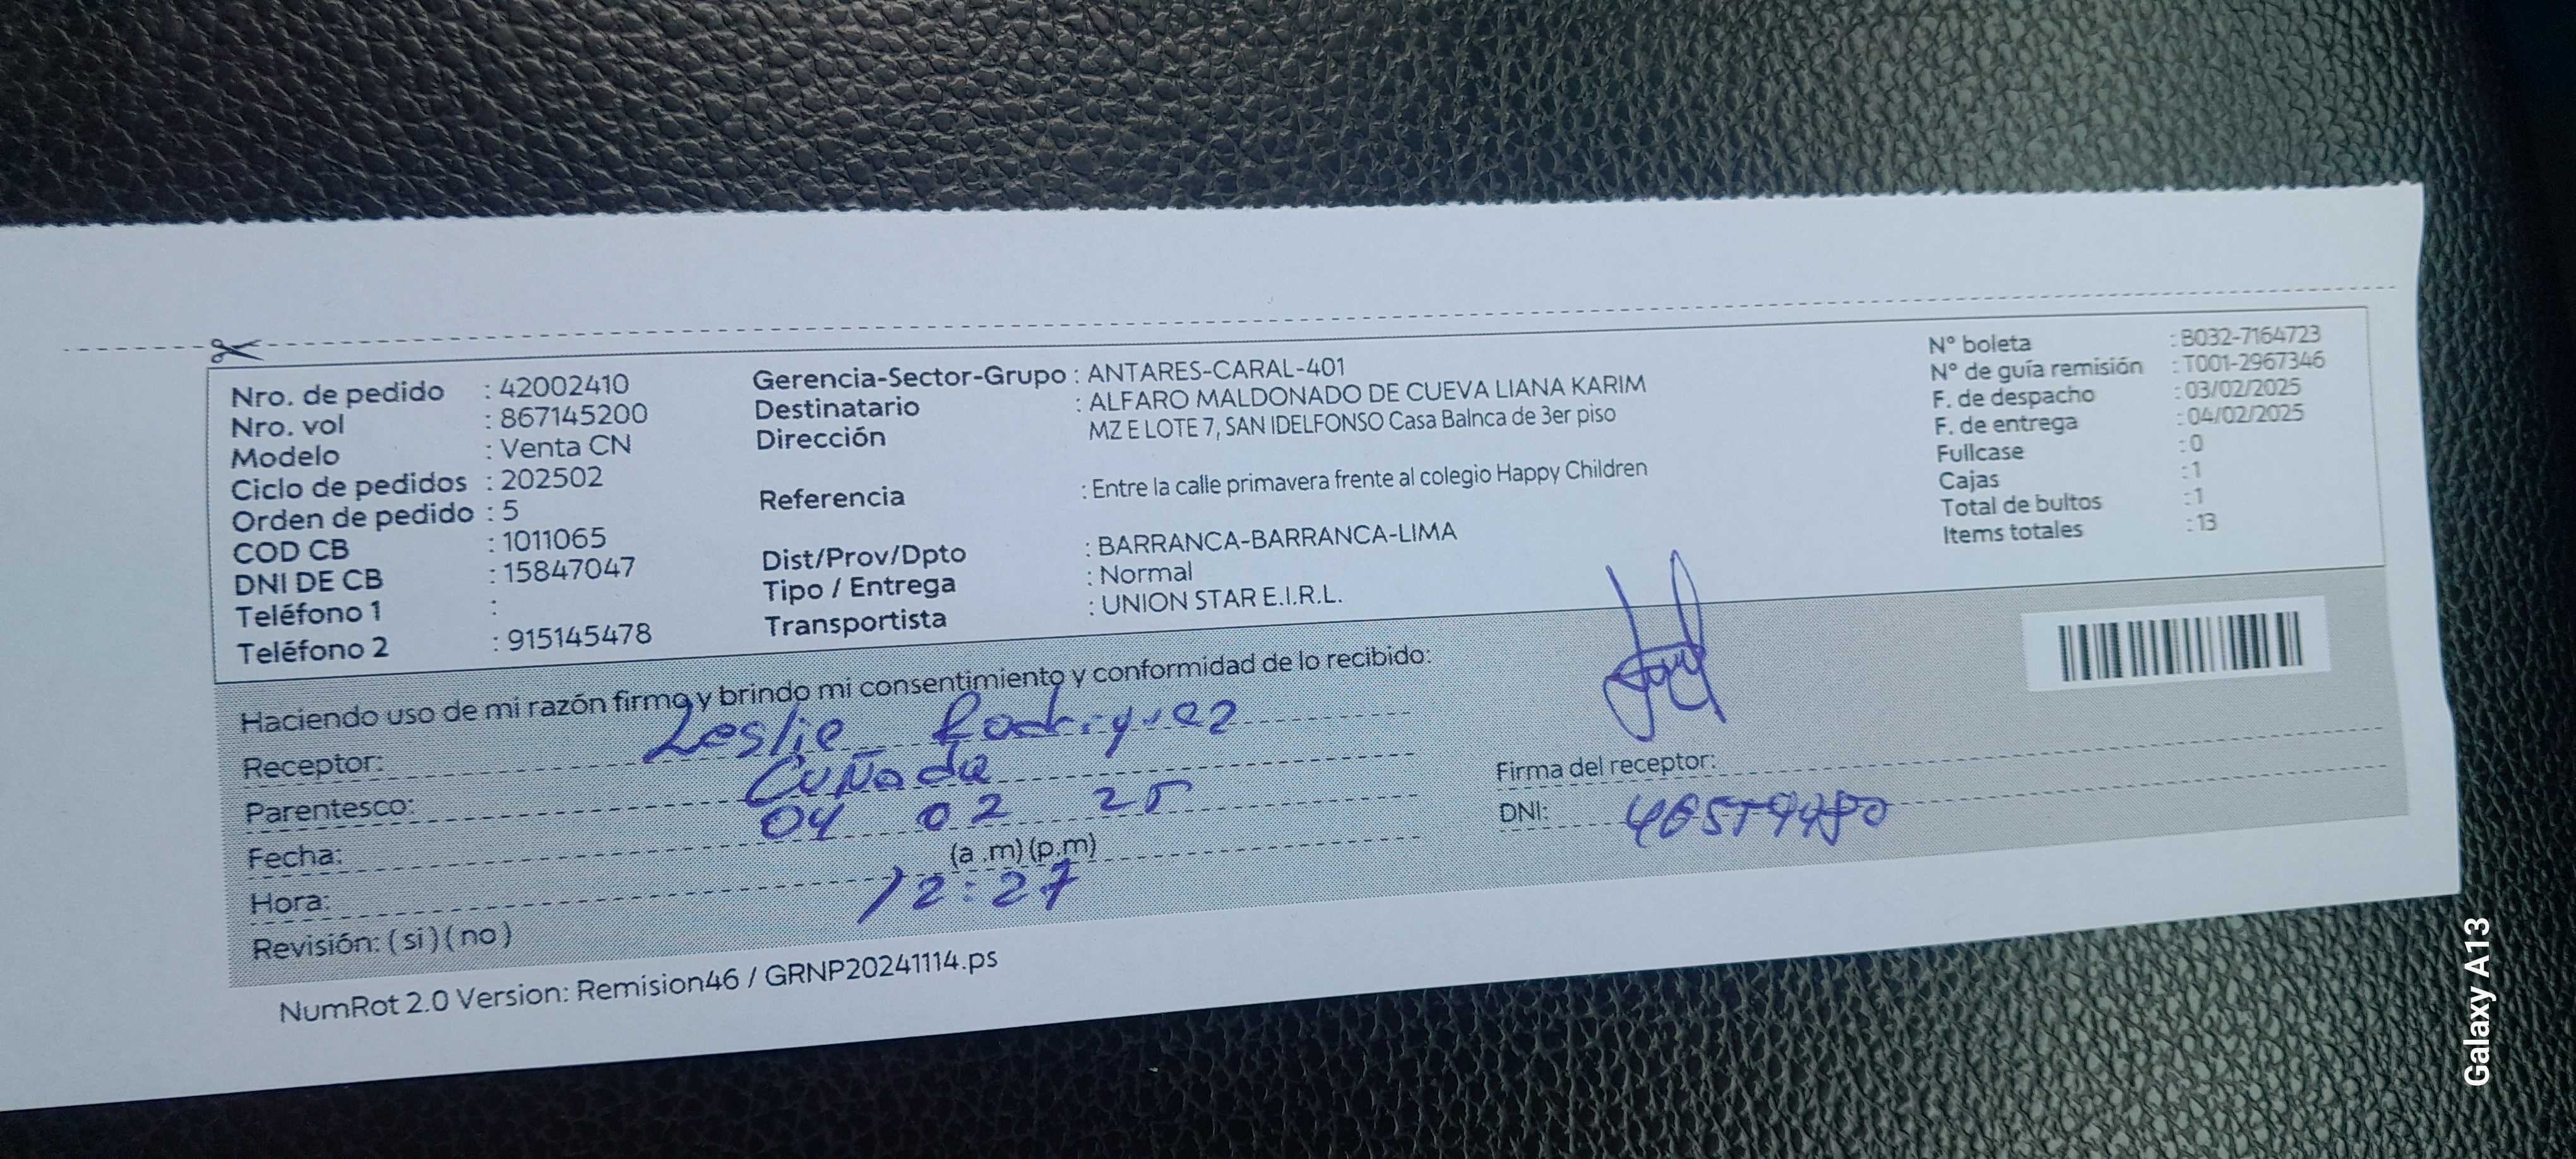 Nro. de pedido : 42002410
Nro. vol : 867145200
Modelo : Venta CN
Ciclo de pedidos : 202502
Orden de pedido : 5
COD CB : 1011065
DNI DE CB : 15847047
Teléfono 1 :
Teléfono 2 : 915145478
Gerencia-Sector-Grupo : ANTARES-CARAL-401
Destinatario : ALFARO MALDONADO DE CUEVA LIANA KARIM
Dirección MZ E LOTE 7, SAN IDELFONSO Casa Balnca de 3er piso
Referencia : Entre la calle primavera frente al colegio Happy Children
Dist/Prov/Dpto : BARRANCA-BARRANCA-LIMA
Tipo / Entrega : Normal
Transportista : UNION STAR E.I.R.L.
N° boleta : B032-7164723
N° de guía remisión : T001-2967346
F. de despacho : 03/02/2025
F. de entrega : 04/02/2025
Fullcase : 0
Cajas : 1
Total de bultos : 1
Items totales : 13
Haciendo uso de mi razón firmo y brindo mi consentimiento y conformidad de lo recibido:
Receptor: Leslie Rodriguez
Parentesco: Cuñada
Fecha: 04 02 25
Hora: (a .m) (p.m) 12:27
Revisión: ( si ) ( no )
Firma del receptor:
DNI:
NumRot 2.0 Version: Remision46 / GRNP20241114.ps
Galaxy A13